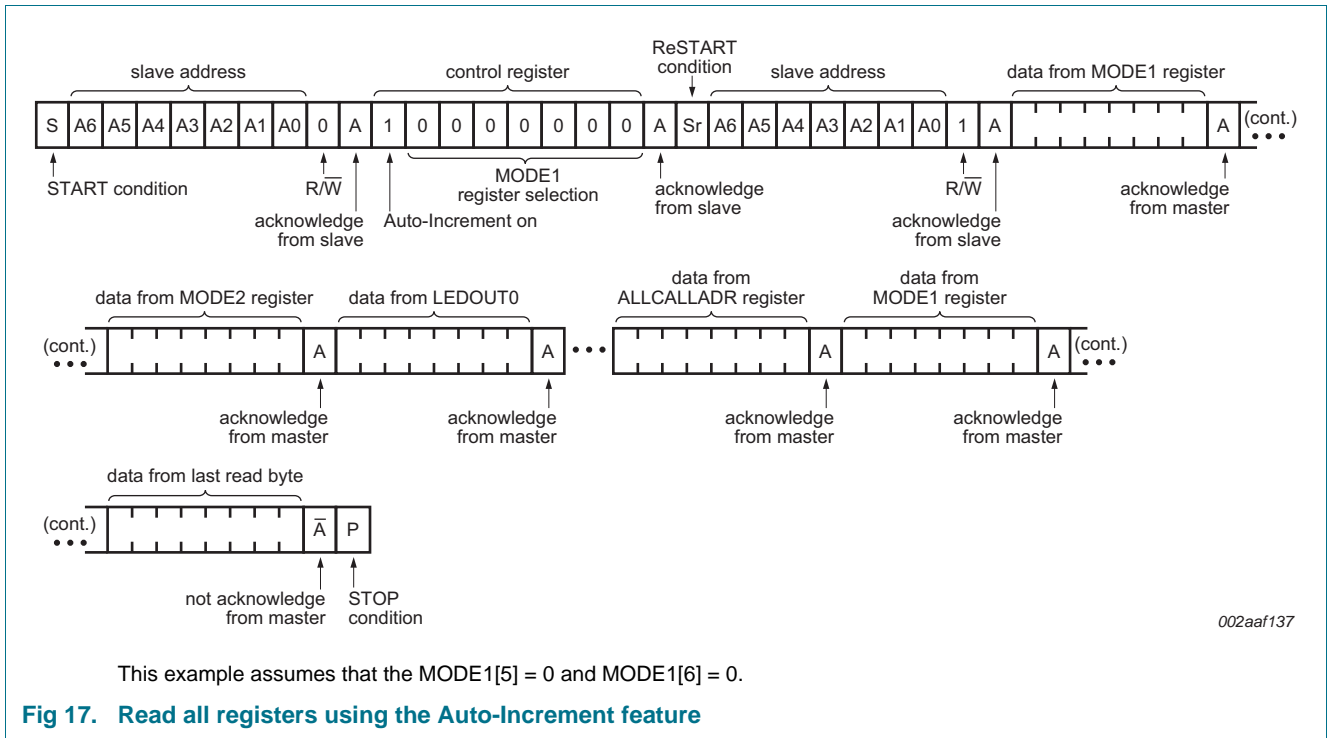 ReSTART
condition
slave address
control register
slave address
data from MODE1 register
S A6 A5 A4 A3 A2 A1 A0 0 A 1 0 0 0 0 0 0 0 A Sr A6 A5 A4 A3 A2 A1 A0 1 A A (cont.)
START condition
R/W̅
acknowledge
from slave
Auto-Increment on
MODE1
register selection
acknowledge
from slave
R/W̅
acknowledge
from slave
acknowledge
from master
data from MODE2 register
data from LEDOUT0
data from
ALLCALLADR register
data from
MODE1 register
(cont.) A A A A (cont.)
acknowledge
from master
acknowledge
from master
acknowledge
from master
acknowledge
from master
data from last read byte
(cont.) A̅ P
not acknowledge
from master
STOP
condition
002aaf137
This example assumes that the MODE1[5] = 0 and MODE1[6] = 0.
Fig 17. Read all registers using the Auto-Increment feature